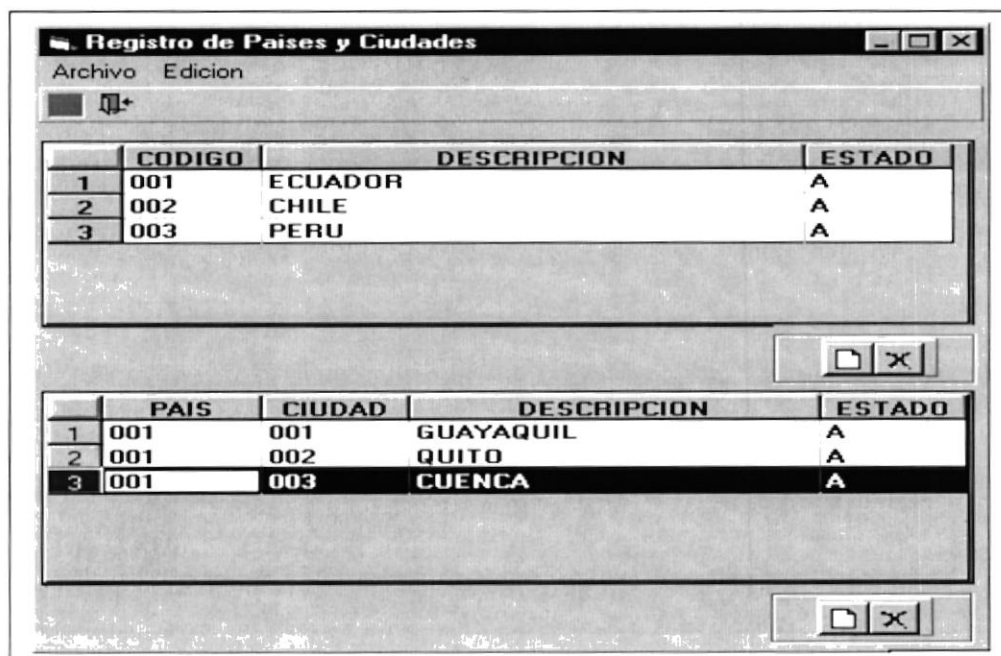 Registro de Paises y Ciudades
Archivo Edicion
CODIGO DESCRIPCION ESTADO
1 001 ECUADOR A
2 002 CHILE A
3 003 PERU A
PAIS CIUDAD DESCRIPCION ESTADO
1 001 001 GUAYAQUIL A
2 001 002 QUITO A
3 001 003 CUENCA A